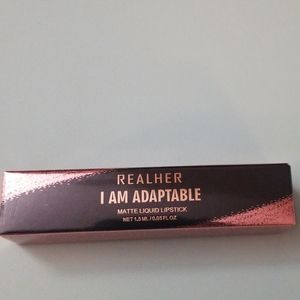 REALHER
I AM ADAPTABLE
MATTE LIQUID LIPSTICK
NET 1.5 ML / 0.05 FL OZ